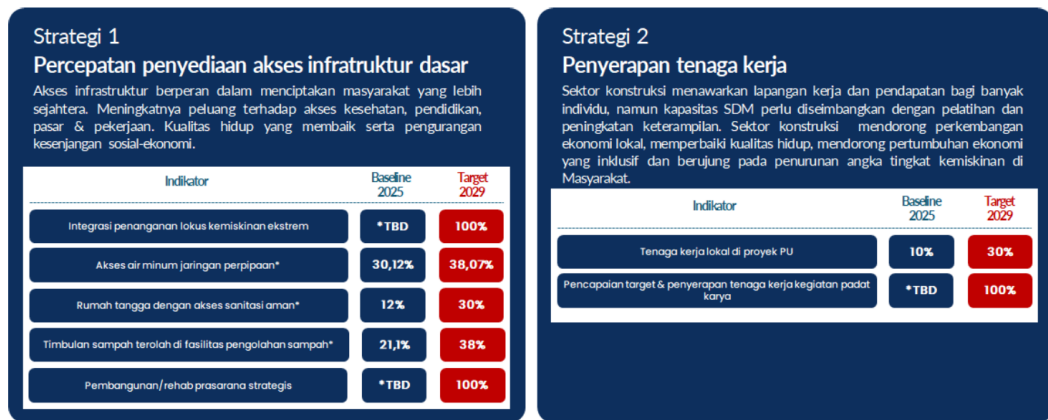 Strategi 1
Percepatan penyediaan akses infratruktur dasar
Akses infrastruktur berperan dalam menciptakan masyarakat yang lebih
sejahtera. Meningkatnya peluang terhadap akses kesehatan, pendidikan,
pasar & pekerjaan. Kualitas hidup yang membaik serta pengurangan
kesenjangan sosial-ekonomi.
Indikator Baseline Target
2025 2029
Integrasi penanganan lokus kemiskinan ekstrem *TBD 100%
Akses air minum jaringan perpipaan* 30,12% 38,07%
Rumah tangga dengan akses sanitasi aman* 12% 30%
Timbulan sampah terolah di fasilitas pengolahan sampah* 21,1% 38%
Pembangunan/rehab prasarana strategis *TBD 100%
Strategi 2
Penyerapan tenaga kerja
Sektor konstruksi menawarkan lapangan kerja dan pendapatan bagi banyak
individu, namun kapasitas SDM perlu diseimbangkan dengan pelatihan dan
peningkatan keterampilan. Sektor konstruksi mendorong perkembangan
ekonomi lokal, memperbaiki kualitas hidup, mendorong pertumbuhan ekonomi
yang inklusif dan berujung pada penurunan angka tingkat kemiskinan di
Masyarakat.
Indikator Baseline Target
2025 2029
Tenaga kerja lokal di proyek PU 10% 30%
Pencapaian target & penyerapan tenaga kerja kegiatan padat
karya *TBD 100%